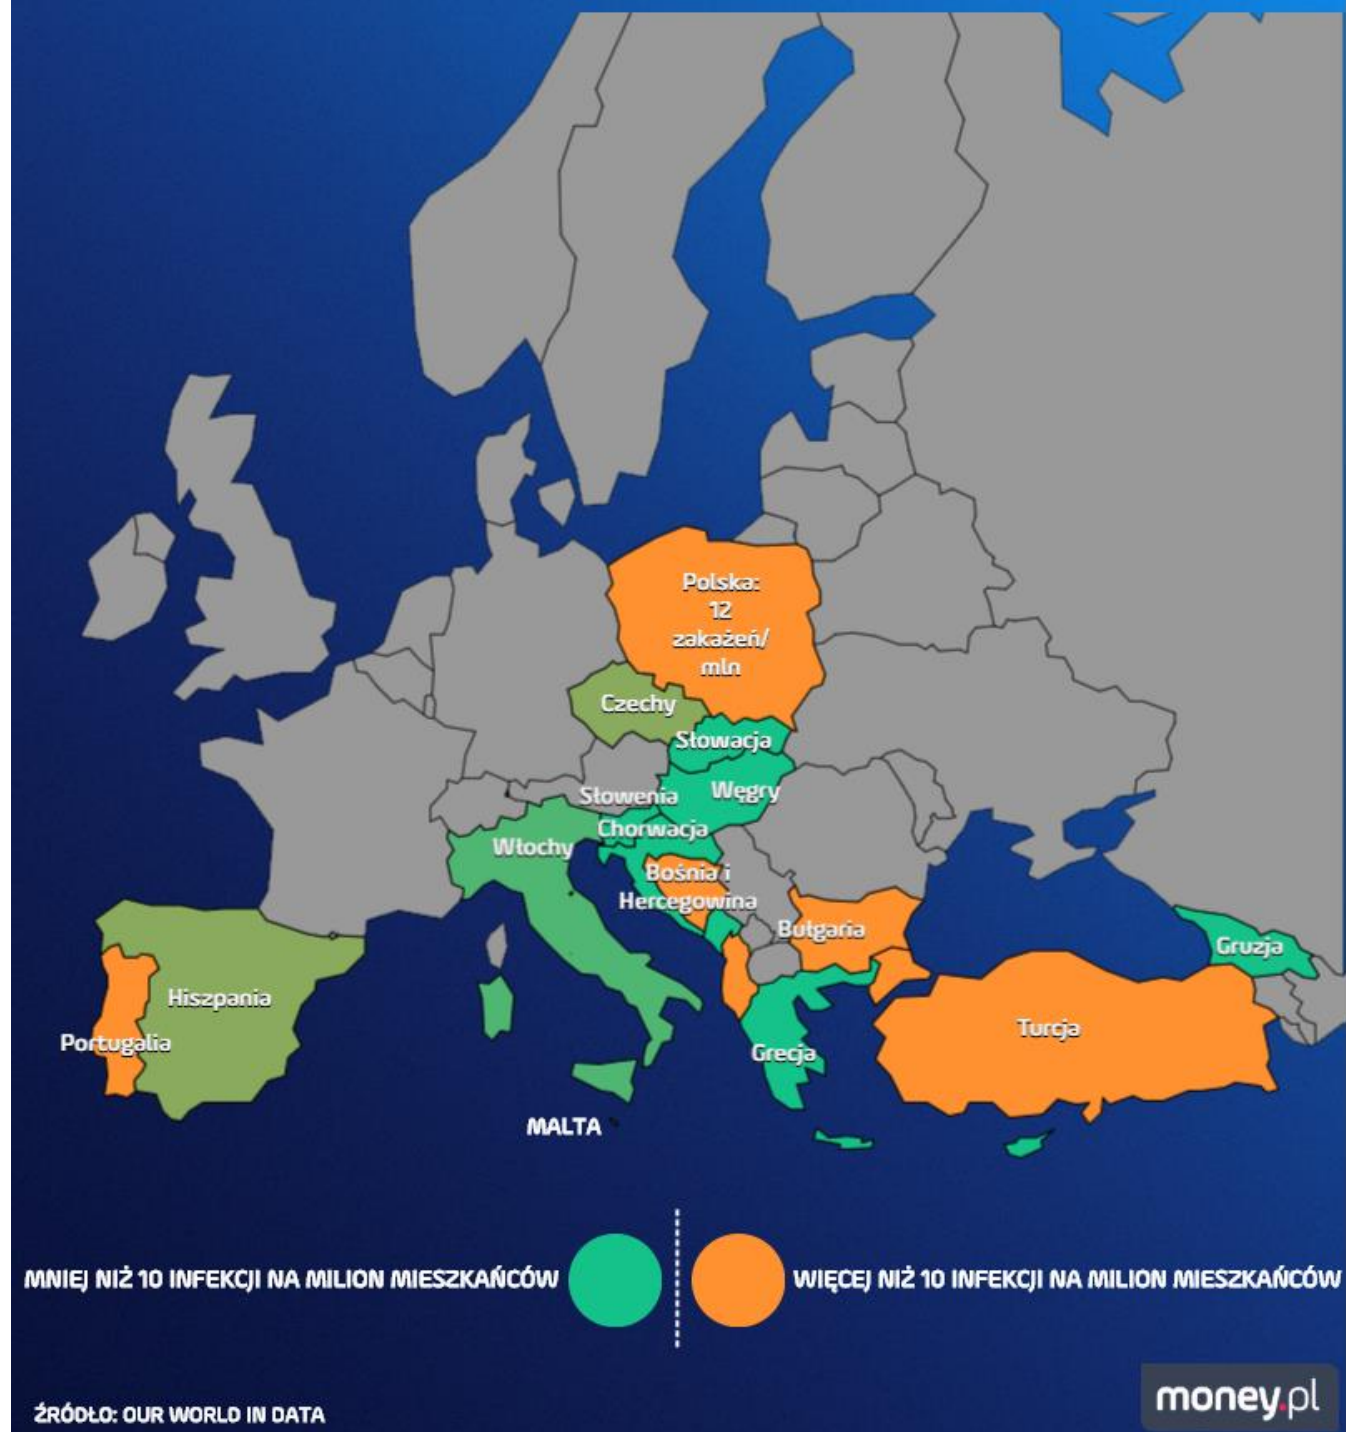 Polska:
12
zakażeń/
mln
Czechy
Słowacja
Węgry
Słowenia
Chorwacja
Włochy
Bośnia i
Hercegowina
Bułgaria
Gruzja
Hiszpania
Portugalia
Turcja
Grecja
MALTA
MNIEJ NIŻ 10 INFEKCJI NA MILION MIESZKAŃCÓW
WIĘCEJ NIŻ 10 INFEKCJI NA MILION MIESZKAŃCÓW
ŹRÓDŁO: OUR WORLD IN DATA
money.pl